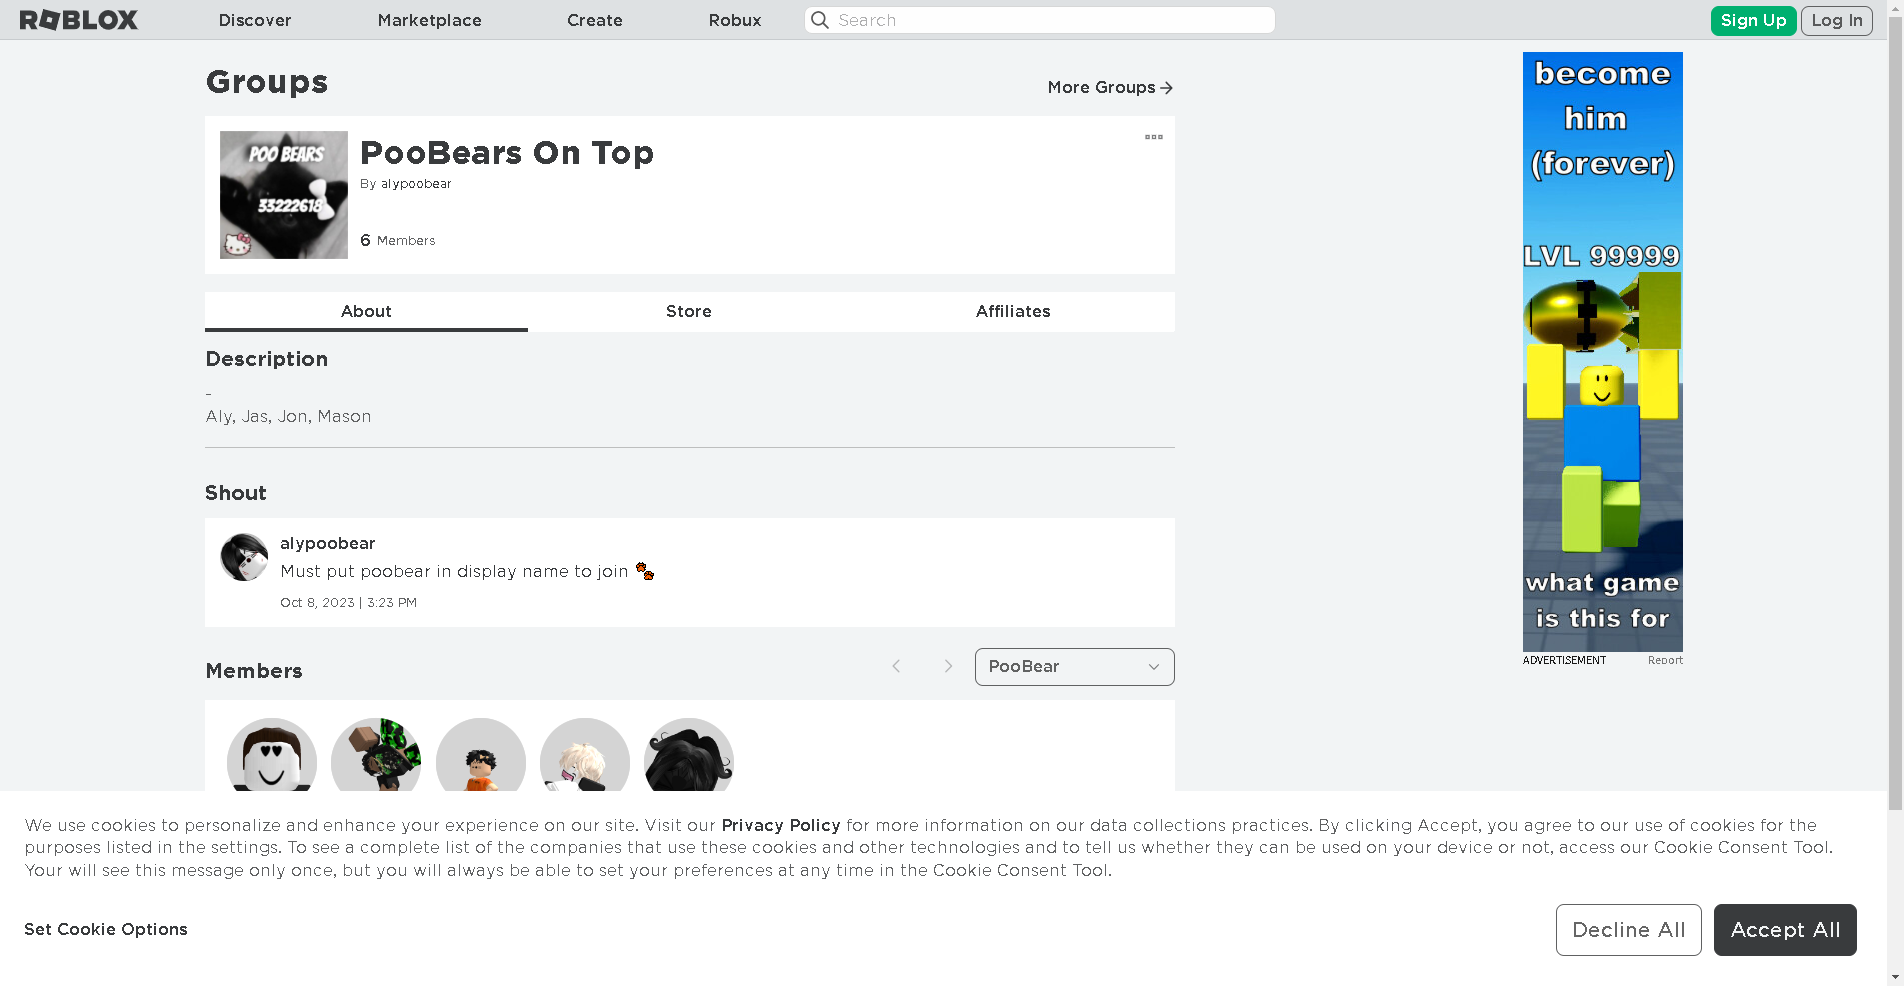 ROBLOX
Discover
Marketplace
Create
Robux
Search
Sign Up
Log In
Groups
More Groups
POO BEARS
33222618
PooBears On Top
By alypoobear
6 Members
About
Store
Affiliates
Description
-
Aly, Jas, Jon, Mason
Shout
alypoobear
Must put poobear in display name to join
Oct 8, 2023 | 3:23 PM
Members
PooBear
become
him
(forever)
LVL 99999
what game
is this for
ADVERTISEMENT
Report
We use cookies to personalize and enhance your experience on our site. Visit our Privacy Policy for more information on our data collections practices. By clicking Accept, you agree to our use of cookies for the
purposes listed in the settings. To see a complete list of the companies that use these cookies and other technologies and to tell us whether they can be used on your device or not, access our Cookie Consent Tool.
Your will see this message only once, but you will always be able to set your preferences at any time in the Cookie Consent Tool.
Set Cookie Options
Decline All
Accept All